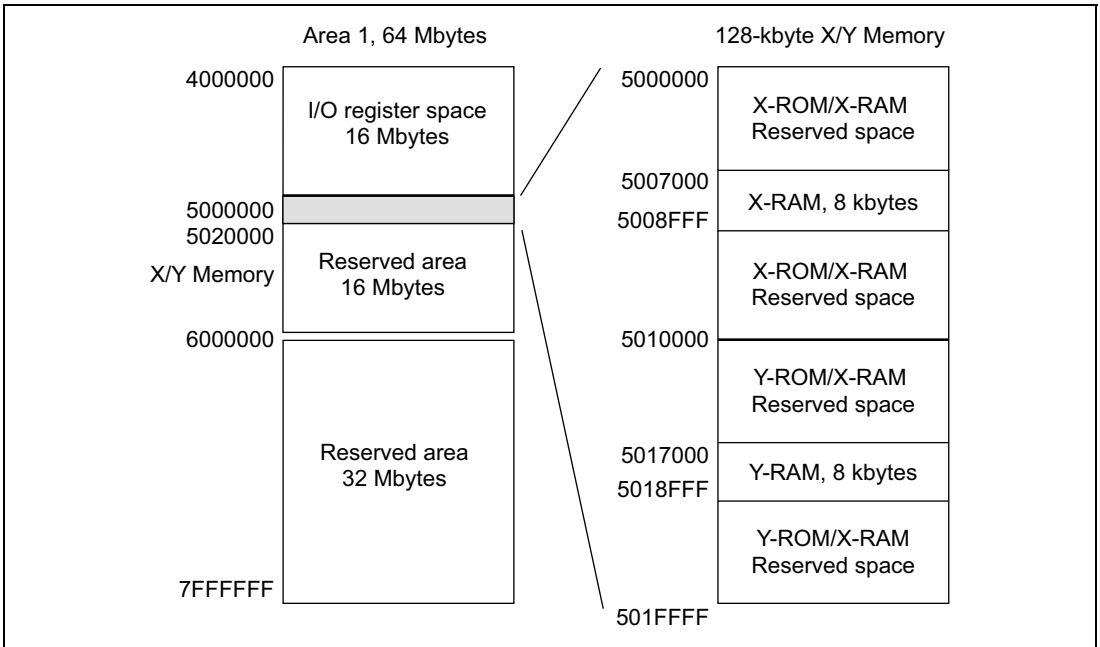 Area 1, 64 Mbytes
4000000
I/O register space
16 Mbytes
5000000
5020000
X/Y Memory
Reserved area
16 Mbytes
6000000
Reserved area
32 Mbytes
7FFFFFF
128-kbyte X/Y Memory
5000000
X-ROM/X-RAM
Reserved space
5007000
X-RAM, 8 kbytes
5008FFF
X-ROM/X-RAM
Reserved space
5010000
Y-ROM/X-RAM
Reserved space
5017000
Y-RAM, 8 kbytes
5018FFF
Y-ROM/X-RAM
Reserved space
501FFFF